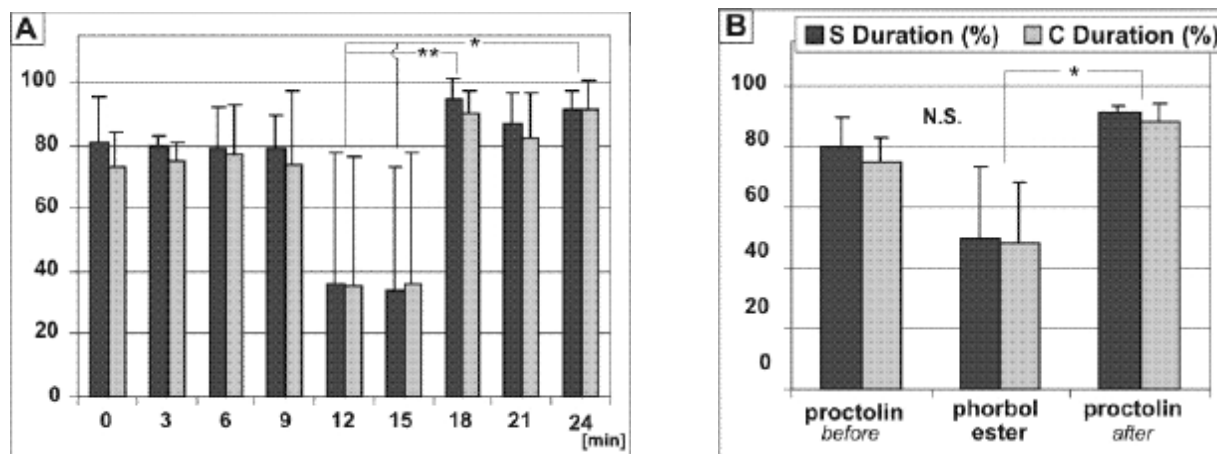 A
* 
**
100
80
60
40
20
0
0 3 6 9 12 15 18 21 24
[min]
B
S Duration (%) C Duration (%)
*
N.S.
100
80
60
40
20
0
proctolin phorbol proctolin
before ester after